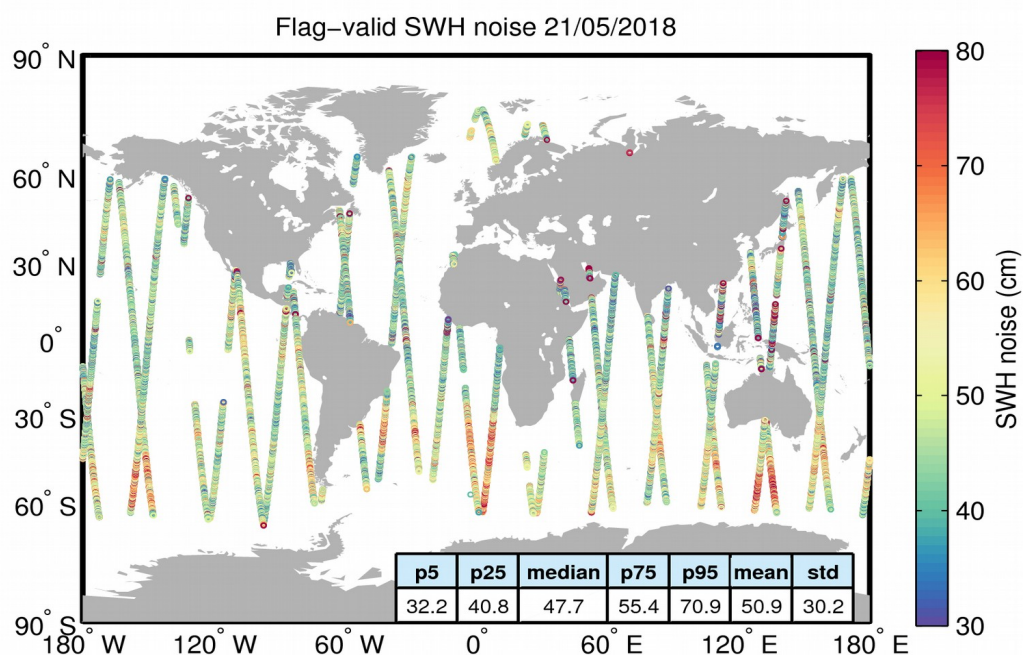 Flag−valid SWH noise 21/05/2018
90° N
60° N
30° N
0°
30° S
60° S
90° S
180° W
120° W
60° W
0°
60° E
120° E
180° E
80
70
60
50
40
30
SWH noise (cm)
p5 p25 median p75 p95 mean std
32.2 40.8 47.7 55.4 70.9 50.9 30.2